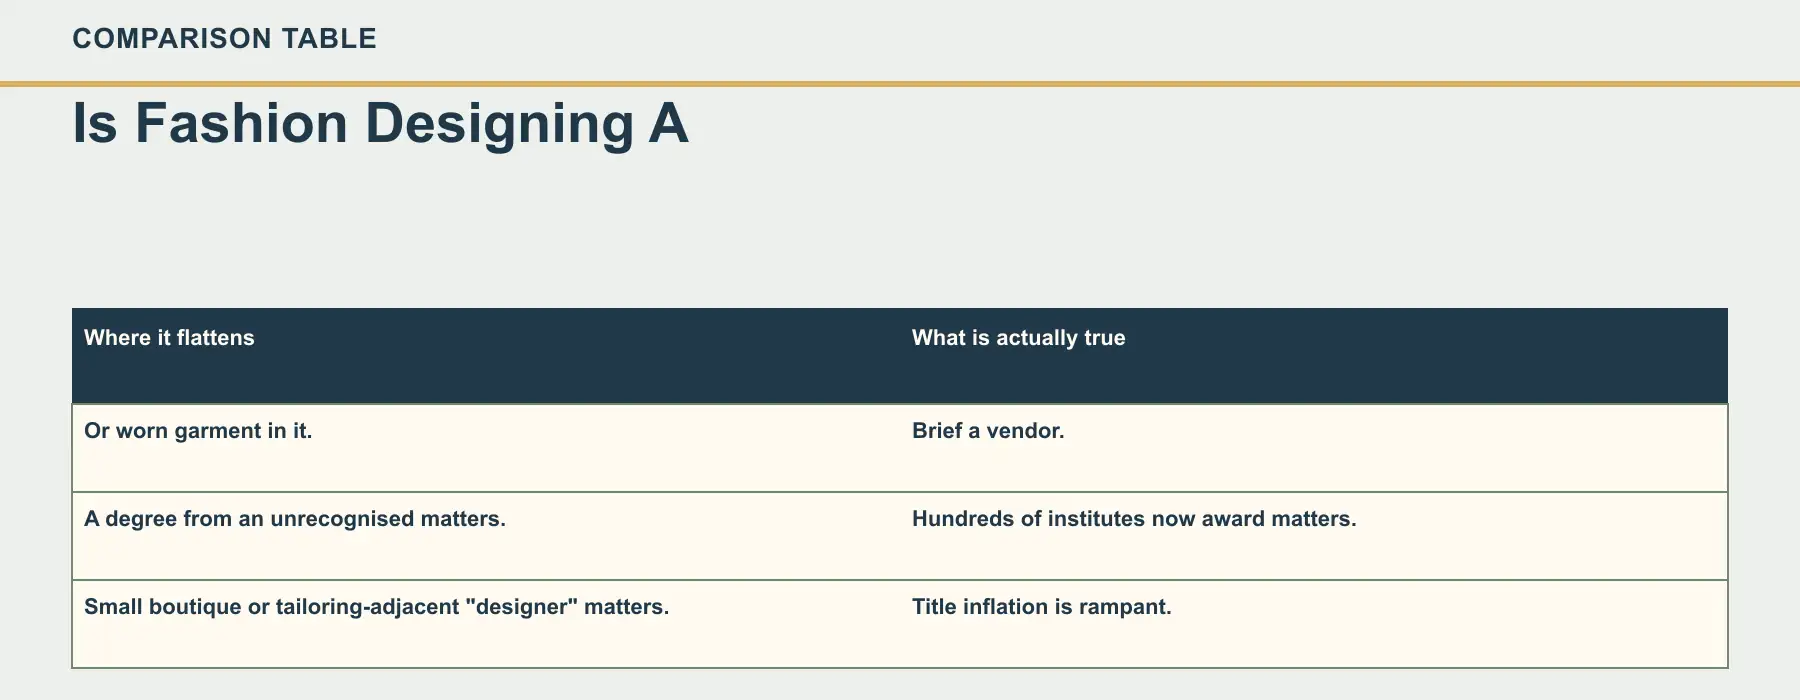 COMPARISON TABLE
Is Fashion Designing A
Where it flattens What is actually true
Or worn garment in it. Brief a vendor.
A degree from an unrecognised matters. Hundreds of institutes now award matters.
Small boutique or tailoring-adjacent "designer" matters. Title inflation is rampant.